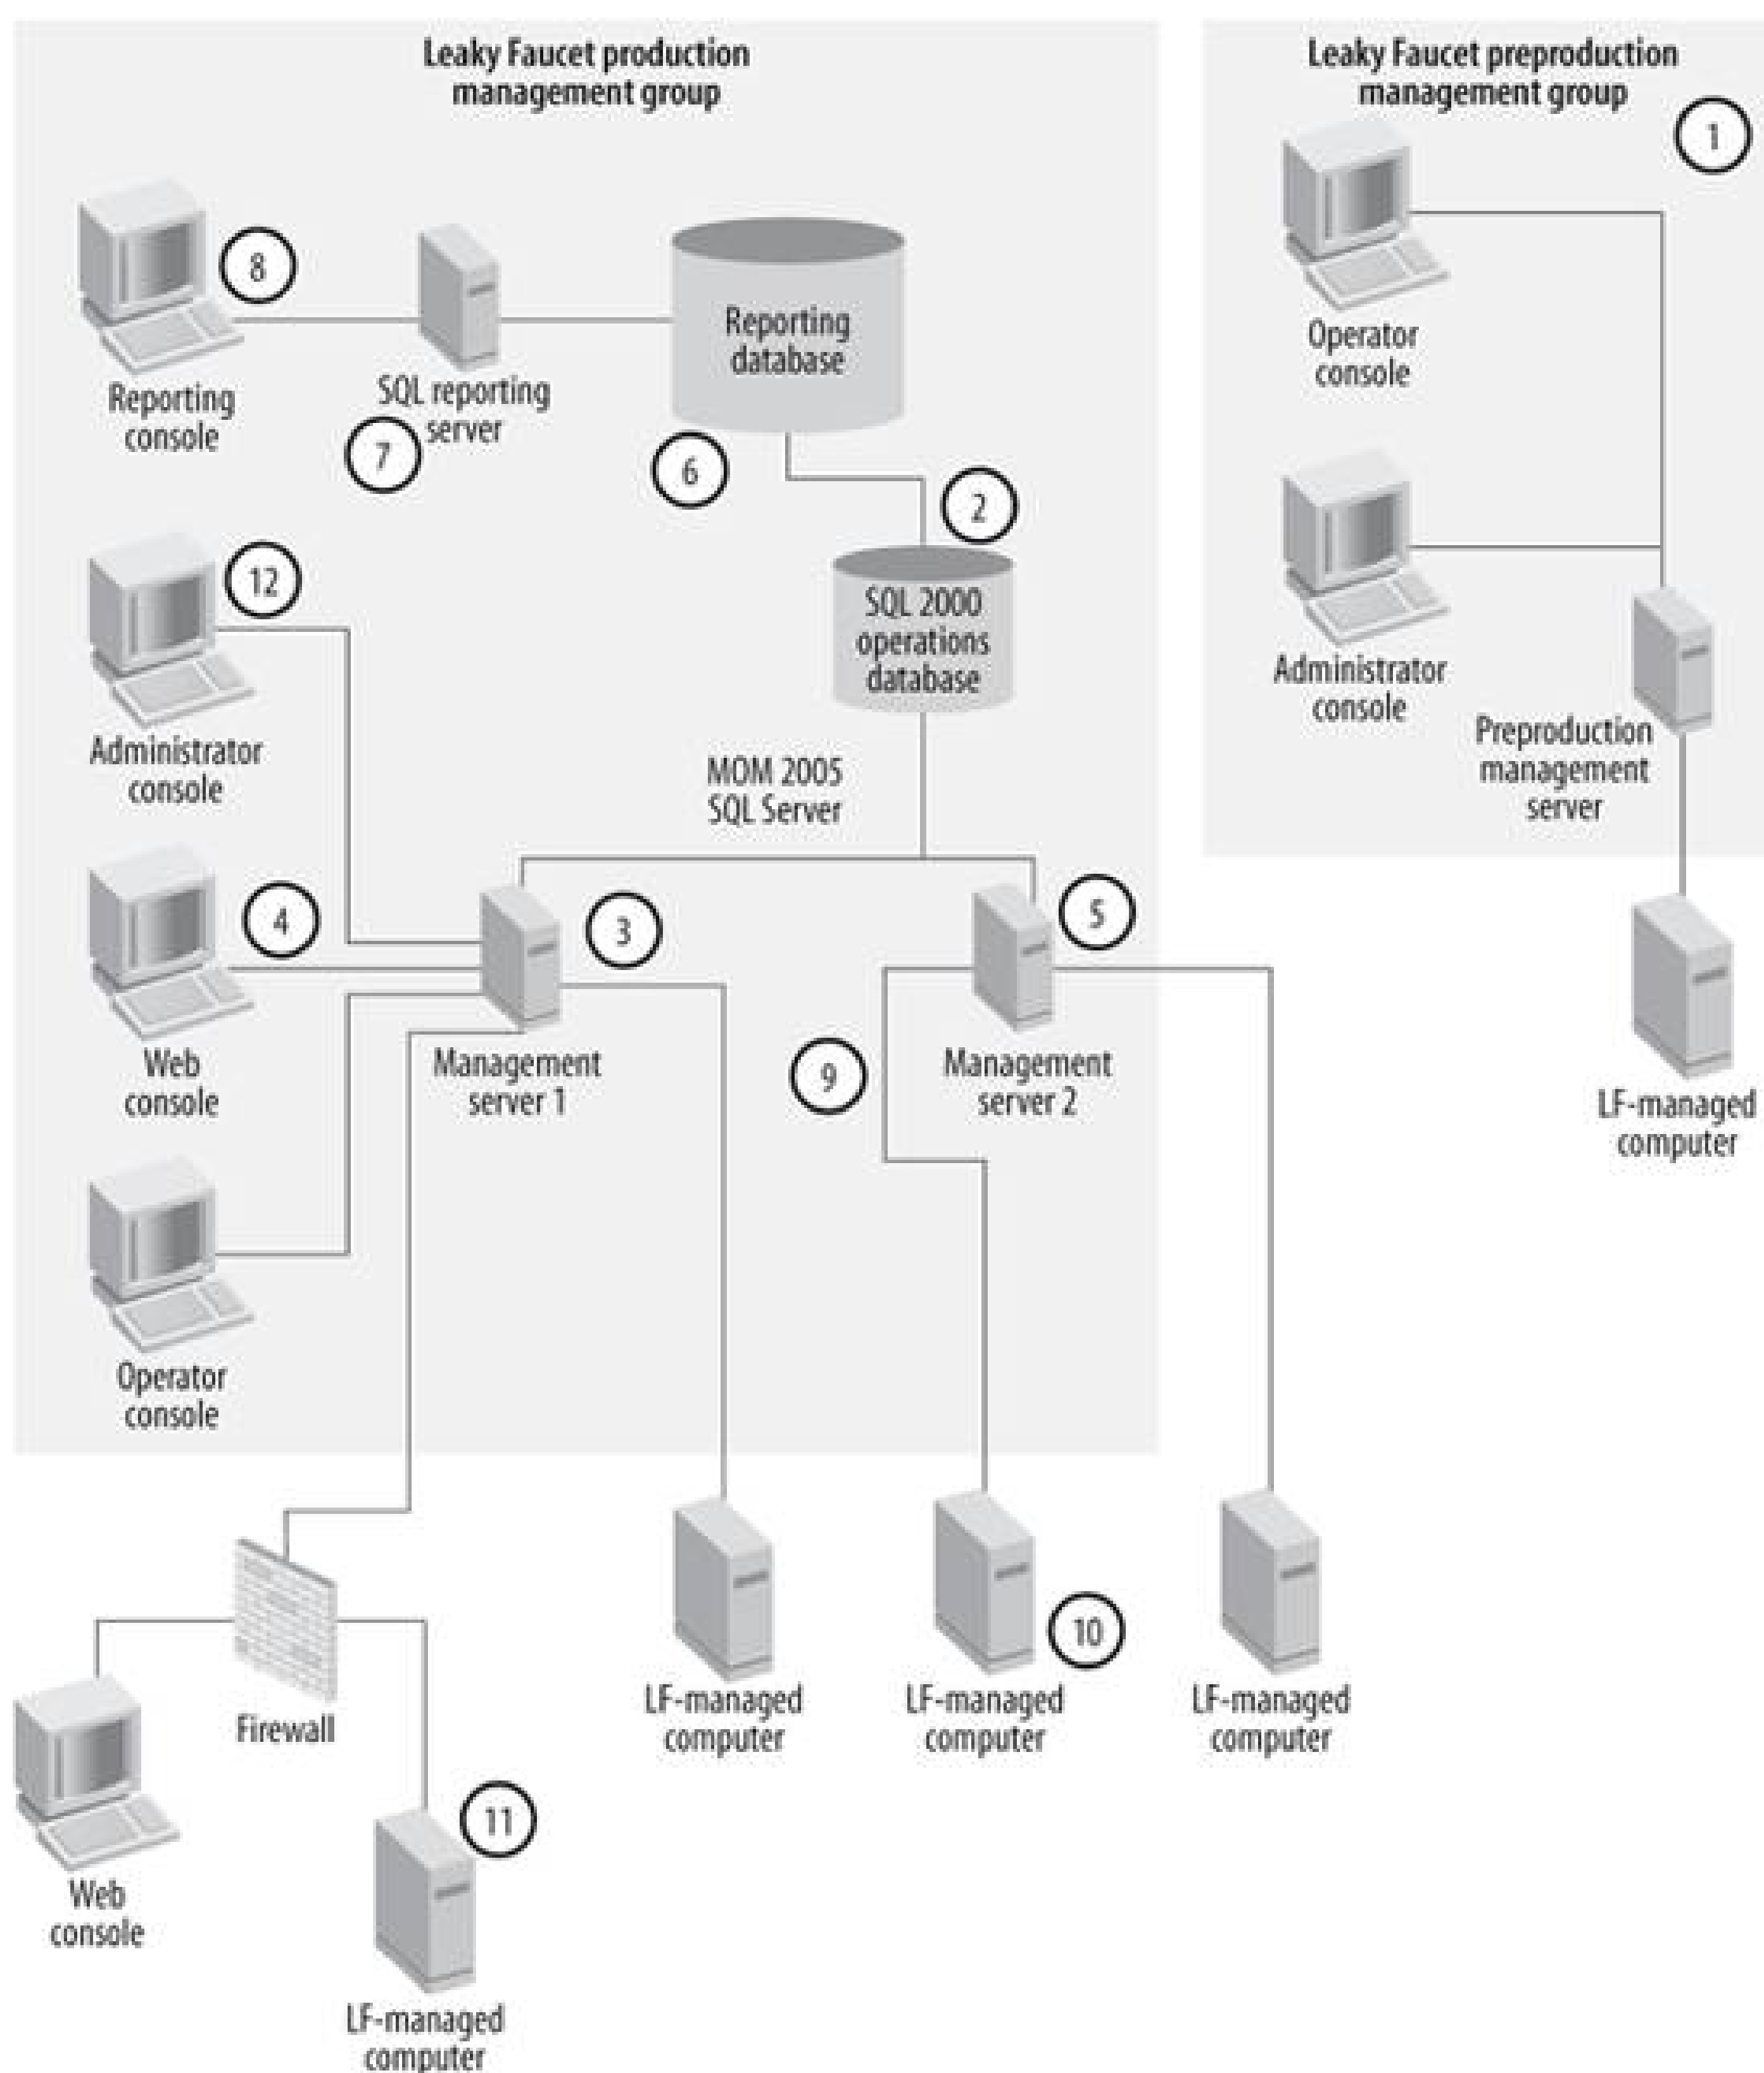 Leaky Faucet production
management group
Leaky Faucet preproduction
management group
1
8
Reporting
console
SQL reporting
server
7
Reporting
database
6
2
Operator
console
12
Administrator
console
SQL 2000
operations
database
Administrator
console
Preproduction
management
server
MOM 2005
SQL Server
4
3
5
Web
console
Management
server 1
9
Management
server 2
LF-managed
computer
Operator
console
10
Firewall
LF-managed
computer
LF-managed
computer
LF-managed
computer
11
Web
console
LF-managed
computer